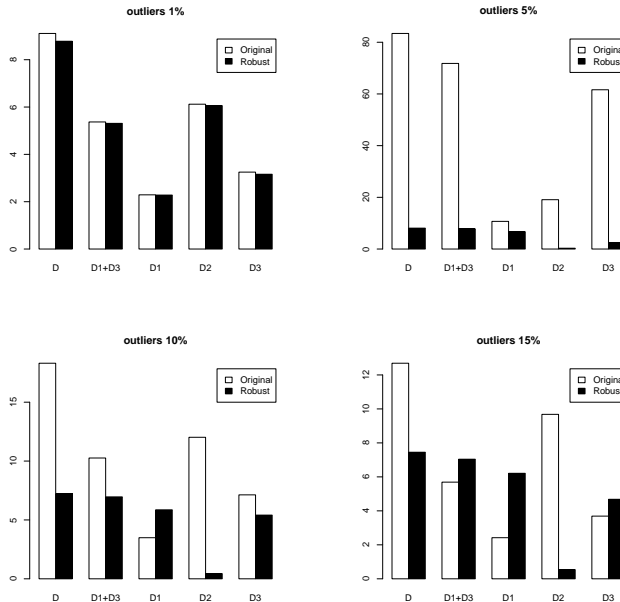 outliers 1%
Original
Robust
8
6
4
2
0
D D1+D3 D1 D2 D3
outliers 5%
Original
Robust
80
60
40
20
0
D D1+D3 D1 D2 D3
outliers 10%
Original
Robust
15
10
5
0
D D1+D3 D1 D2 D3
outliers 15%
Original
Robust
12
10
8
6
4
2
0
D D1+D3 D1 D2 D3